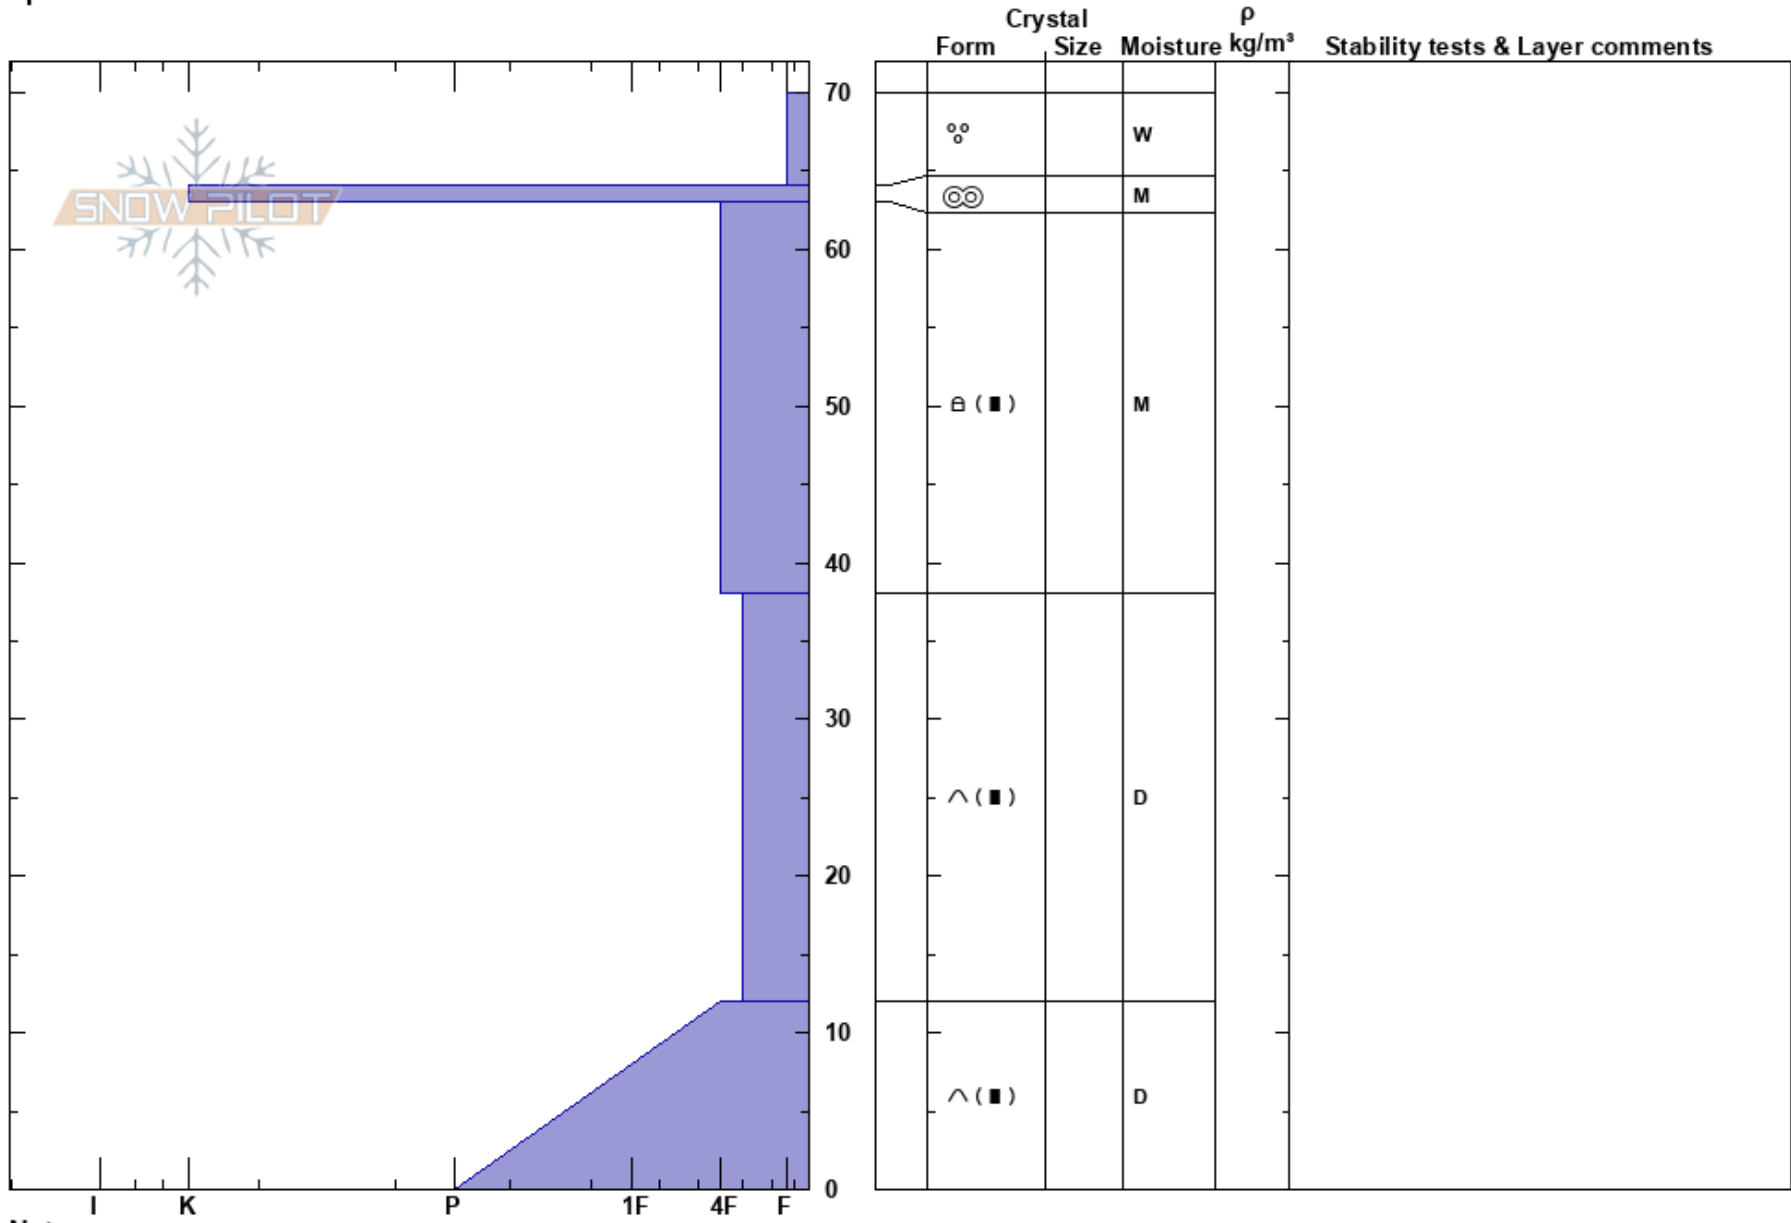 Crystal
ρ
Form Size Moisture kg/m³ Stability tests & Layer comments
70
W
SNOW PILOT
M
60
50
M
40
30
D
20
10
D
0
I K P 1F 4F F